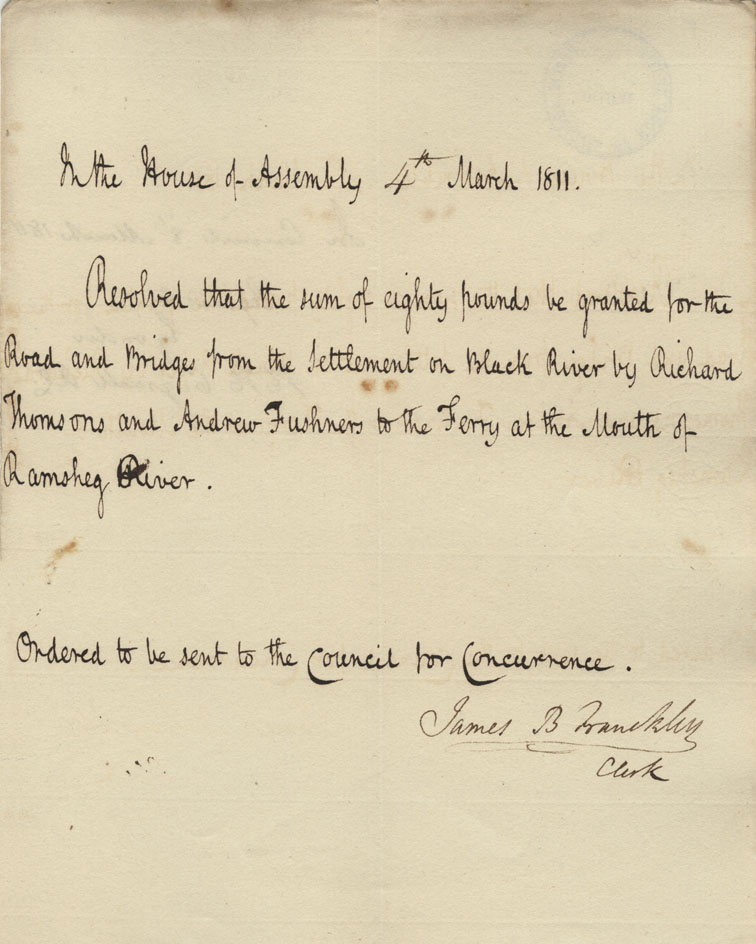 In the House of Assembly 4th March 1811.
Resolved that the sum of eighty pounds be granted for the
Road and Bridges from the Settlement on Black River by Richard
Thomsons and Andrew Fushners to the Ferry at the Mouth of
Ramsheg River.
Ordered to be sent to the Council for Concurrence.
James B Franckley
Clerk